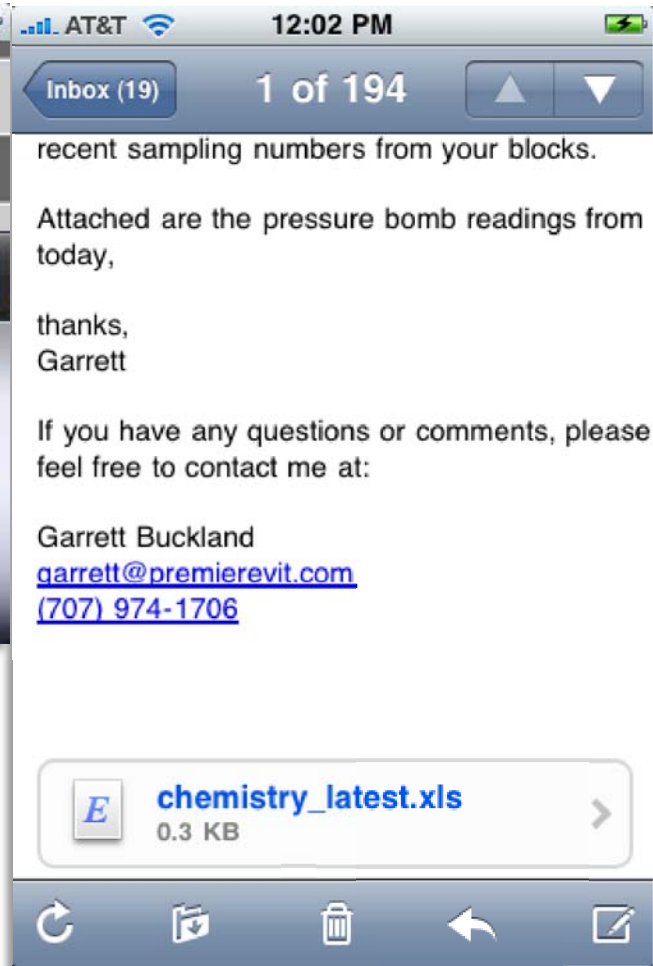 AT&T 12:02 PM
Inbox (19) 1 of 194
recent sampling numbers from your blocks.
Attached are the pressure bomb readings from
today,
thanks,
Garrett
If you have any questions or comments, please
feel free to contact me at:
Garrett Buckland
garrett@premierevit.com
(707) 974-1706
E chemistry_latest.xls
0.3 KB